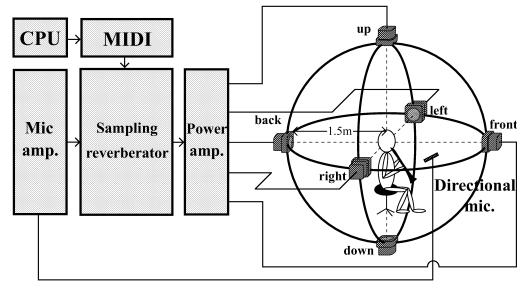 CPU
MIDI
Mic
amp.
Sampling
reverberator
Power
amp.
up
left
back
front
1.5m
right
Directional
mic.
down